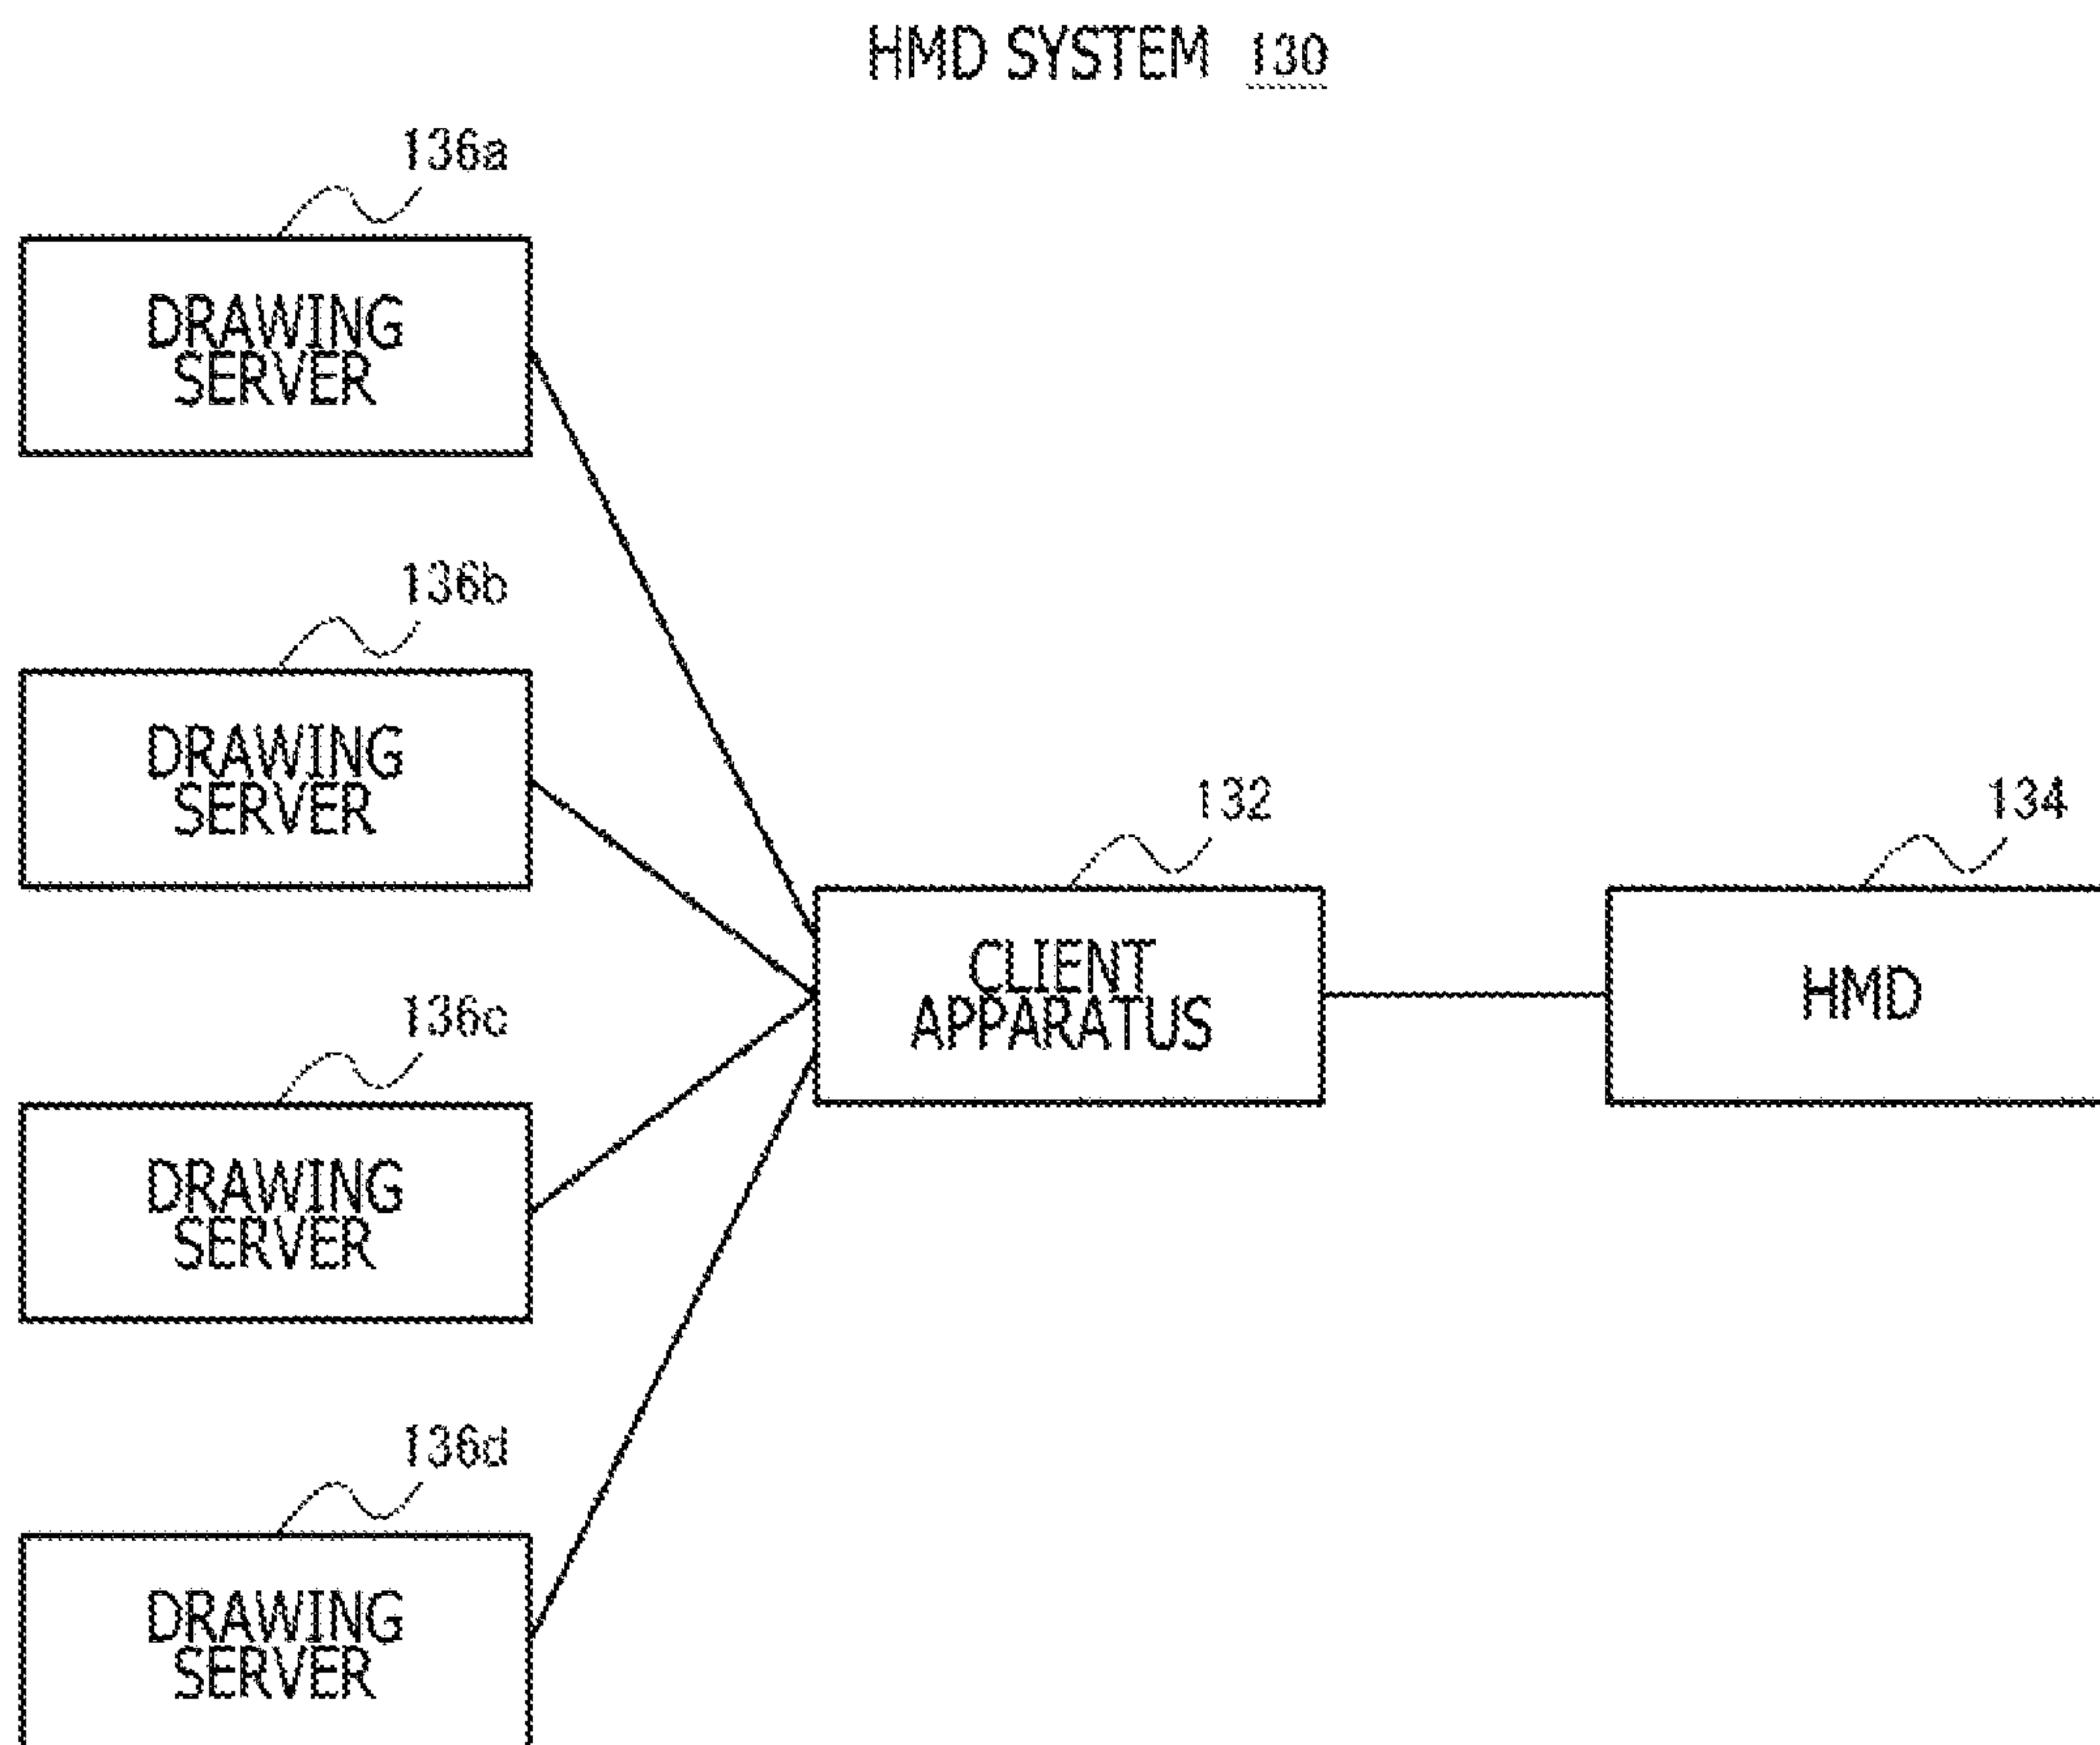 HMD SYSTEM 130
136a
DRAWING
SERVER
136b
DRAWING
SERVER
132
134
CLIENT
APPARATUS
HMD
136c
DRAWING
SERVER
136d
DRAWING
SERVER